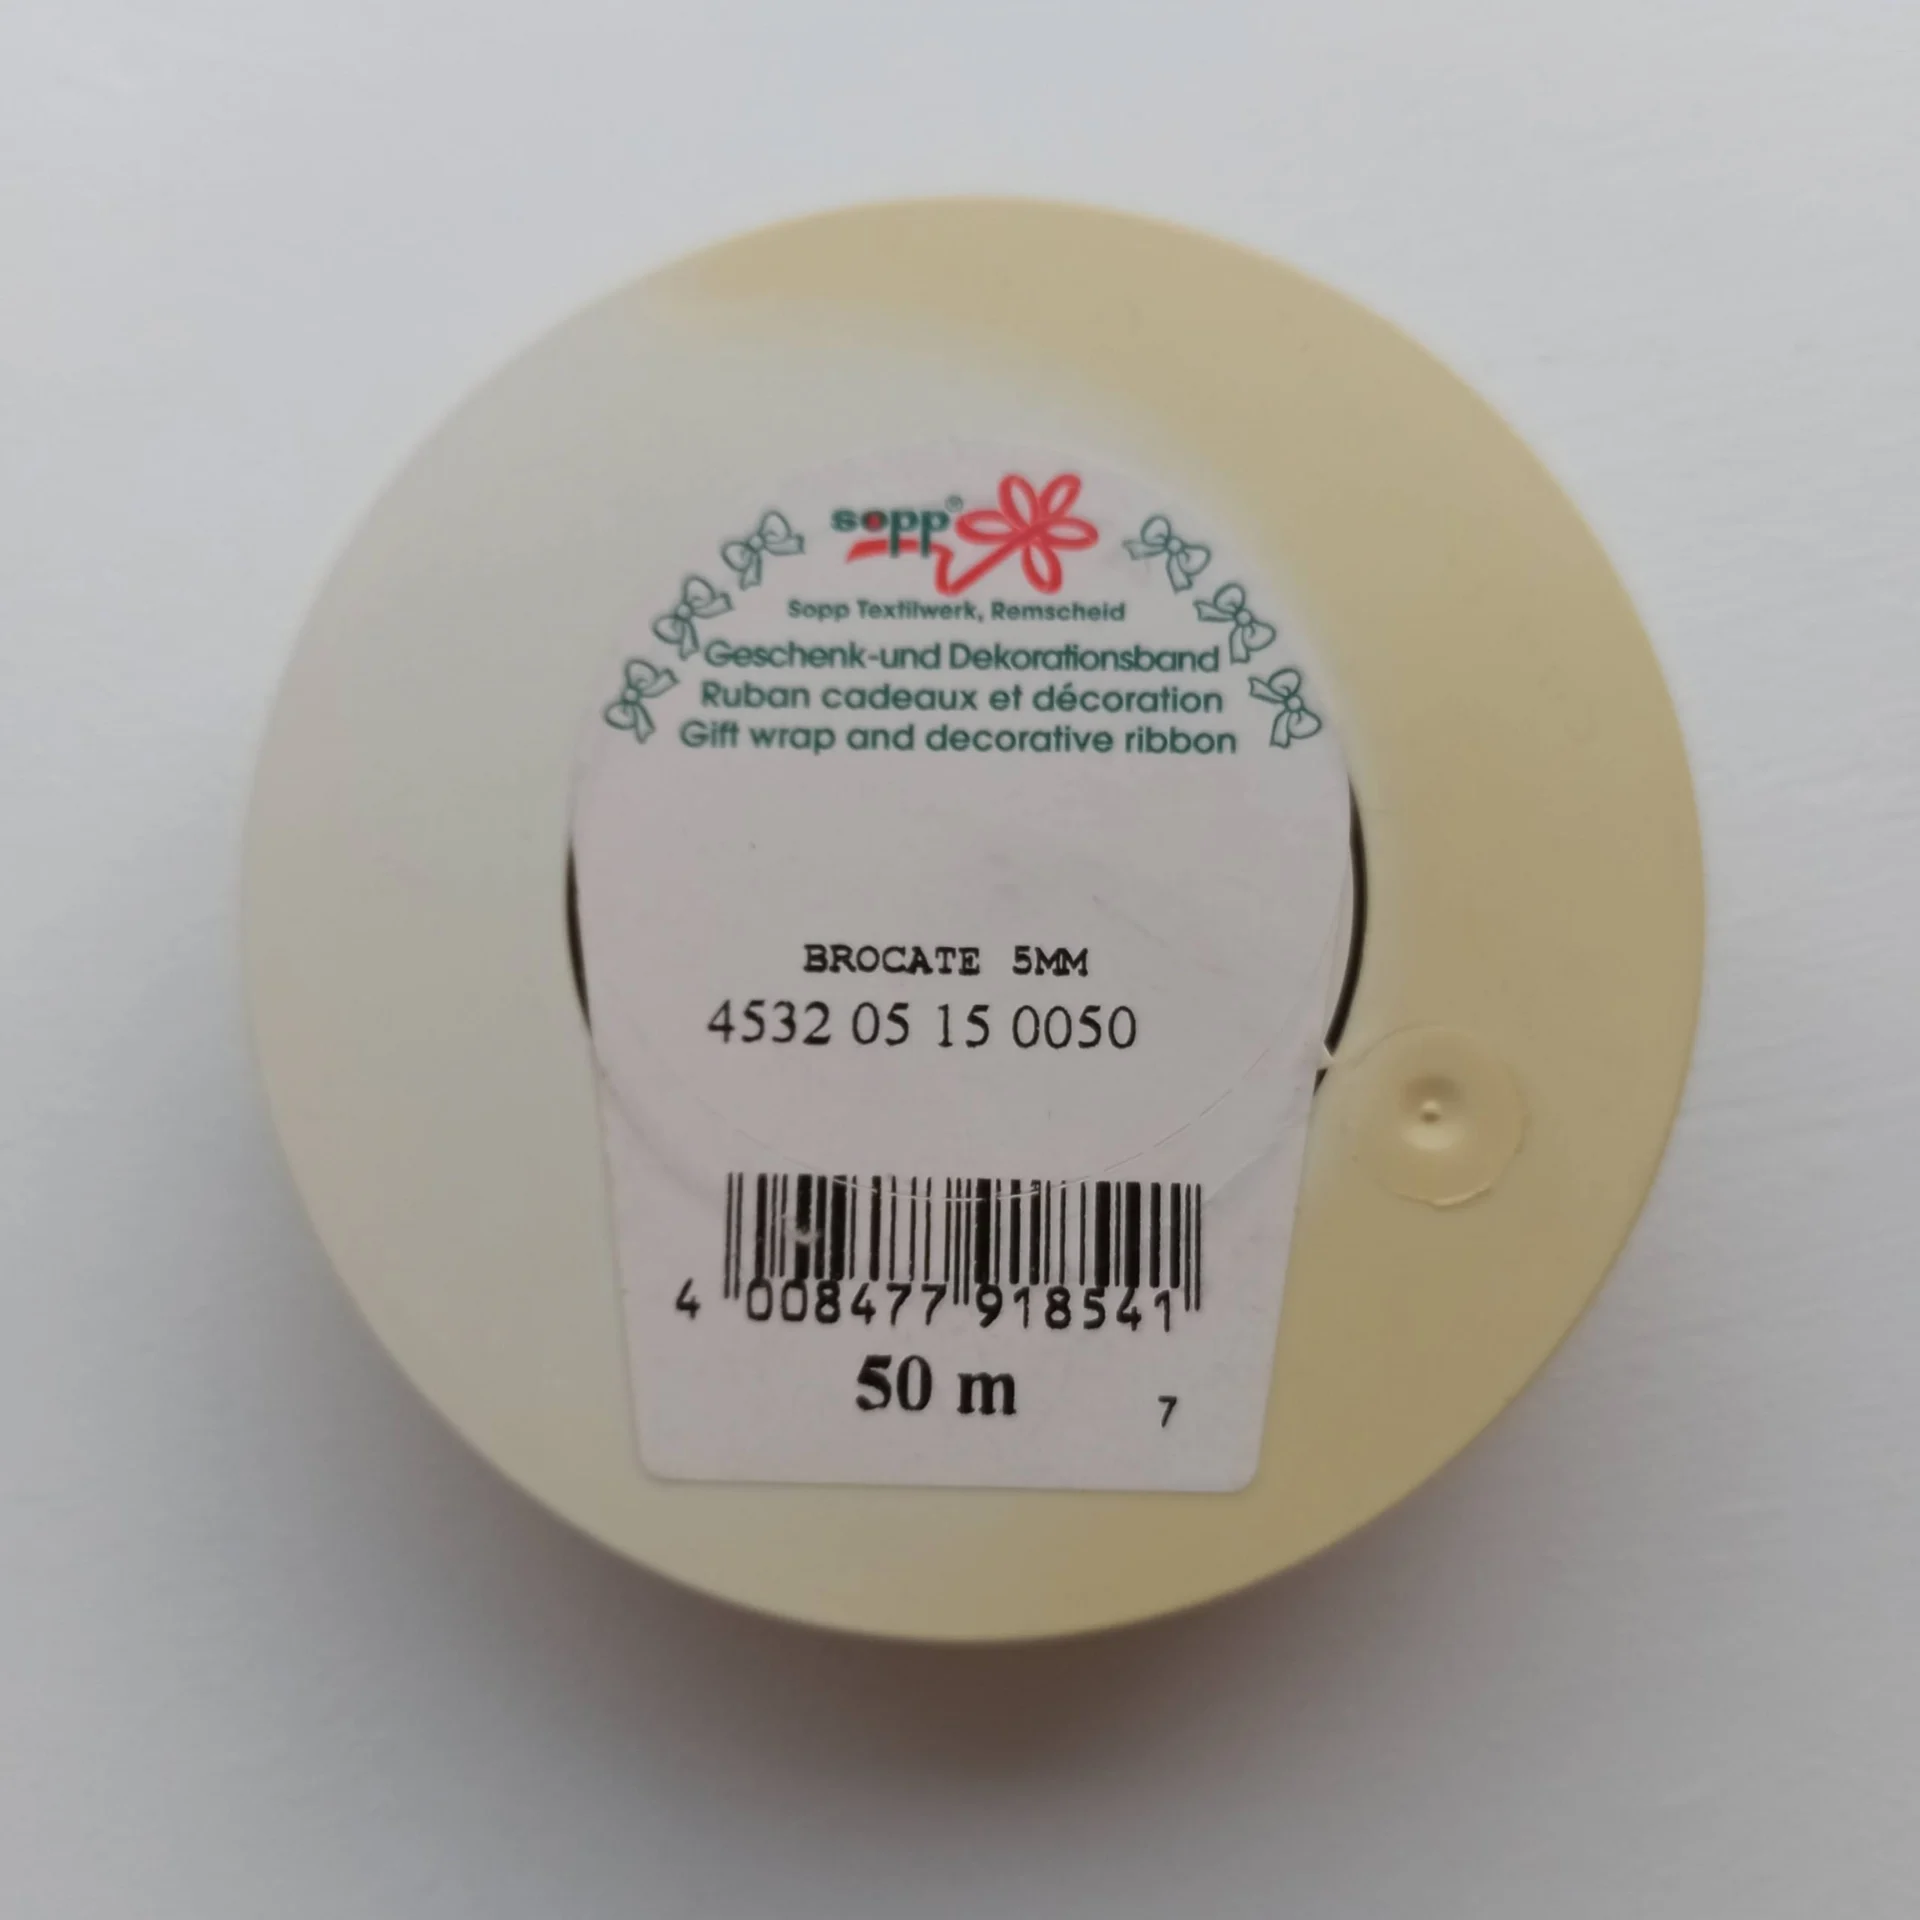 sopp®
Sopp Textilwerk, Remscheid
Geschenk-und Dekorationsband
Ruban cadeaux et décoration
Gift wrap and decorative ribbon
BROCATE 5MM
4532 05 15 0050
4 008477 918541
50 m
7